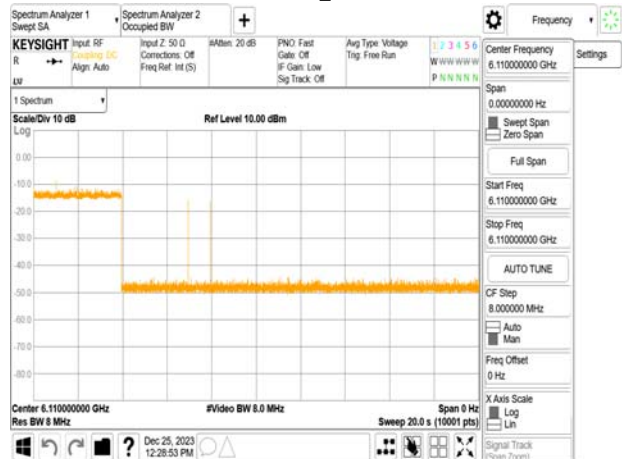 Spectrum Analyzer 1
Swept SA
Spectrum Analyzer 2
Occupied BW
+
Frequency
KEYSIGHT
R
Input: RF
Coupling: DC
Align: Auto
Input Z: 50 Ω
Corrections: Off
Freq Ref: Int (S)
#Atten: 20 dB
PNO: Fast
Gate: Off
IF Gain: Low
Sig Track: Off
Avg Type: Voltage
Trig: Free Run
1 2 3 4 5 6
W W W W W W
P N N N N N
1 Spectrum
Scale/Div 10 dB
Ref Level 10.00 dBm
Log
0.00
-10.0
-20.0
-30.0
-40.0
-50.0
-60.0
-70.0
-80.0
Center 6.110000000 GHz
Res BW 8 MHz
#Video BW 8.0 MHz
Span 0 Hz
Sweep 20.0 s (10001 pts)
?
Dec 25, 2023
12:28:53 PM
Center Frequency
6.110000000 GHz
Settings
Span
0.00000000 Hz
Swept Span
Zero Span
Full Span
Start Freq
6.110000000 GHz
Stop Freq
6.110000000 GHz
AUTO TUNE
CF Step
8.000000 MHz
Auto
Man
Freq Offset
0 Hz
X Axis Scale
Log
Lin
Signal Track
(Span Zoom)